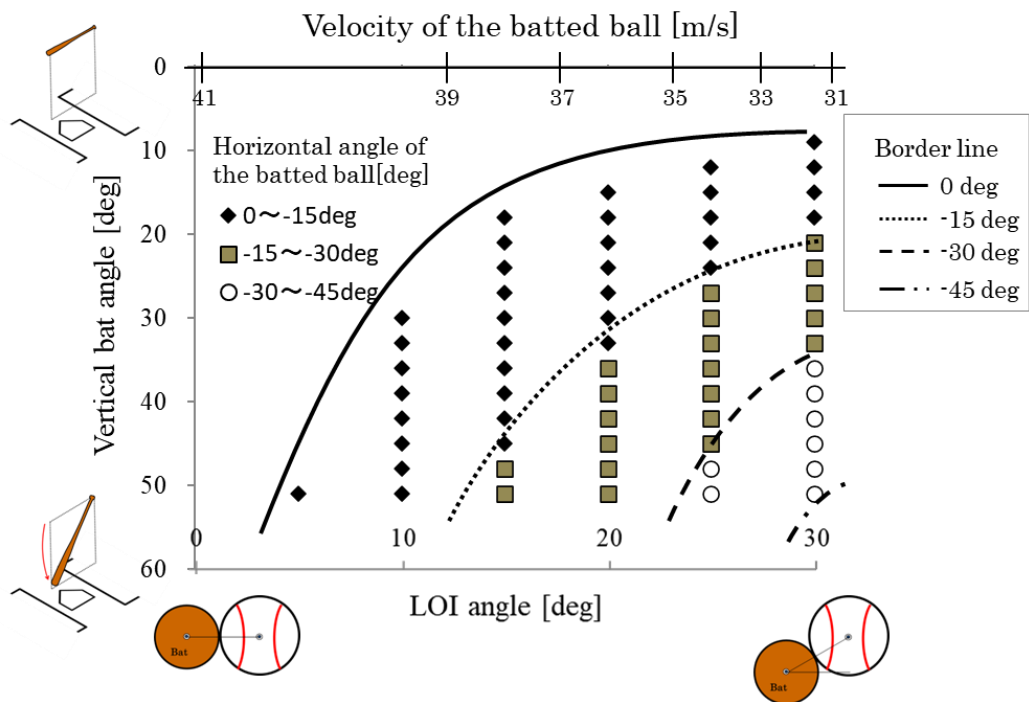 Velocity of the batted ball [m/s]
41 39 37 35 33 31
Vertical bat angle [deg]
0
10
20
30
40
50
60
Horizontal angle of
the batted ball[deg]
0～-15deg
-15～-30deg
-30～-45deg
Border line
0 deg
-15 deg
-30 deg
-45 deg
0 10 20 30
LOI angle [deg]
Bat
Bat